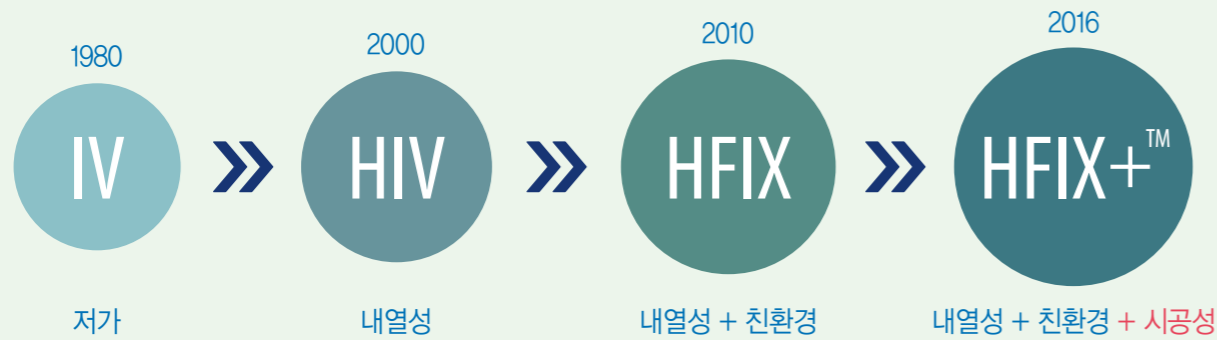 1980
IV
저가
2000
HIV
내열성
2010
HFIX
내열성 + 친환경
2016
HFIX+™
내열성 + 친환경 + 시공성